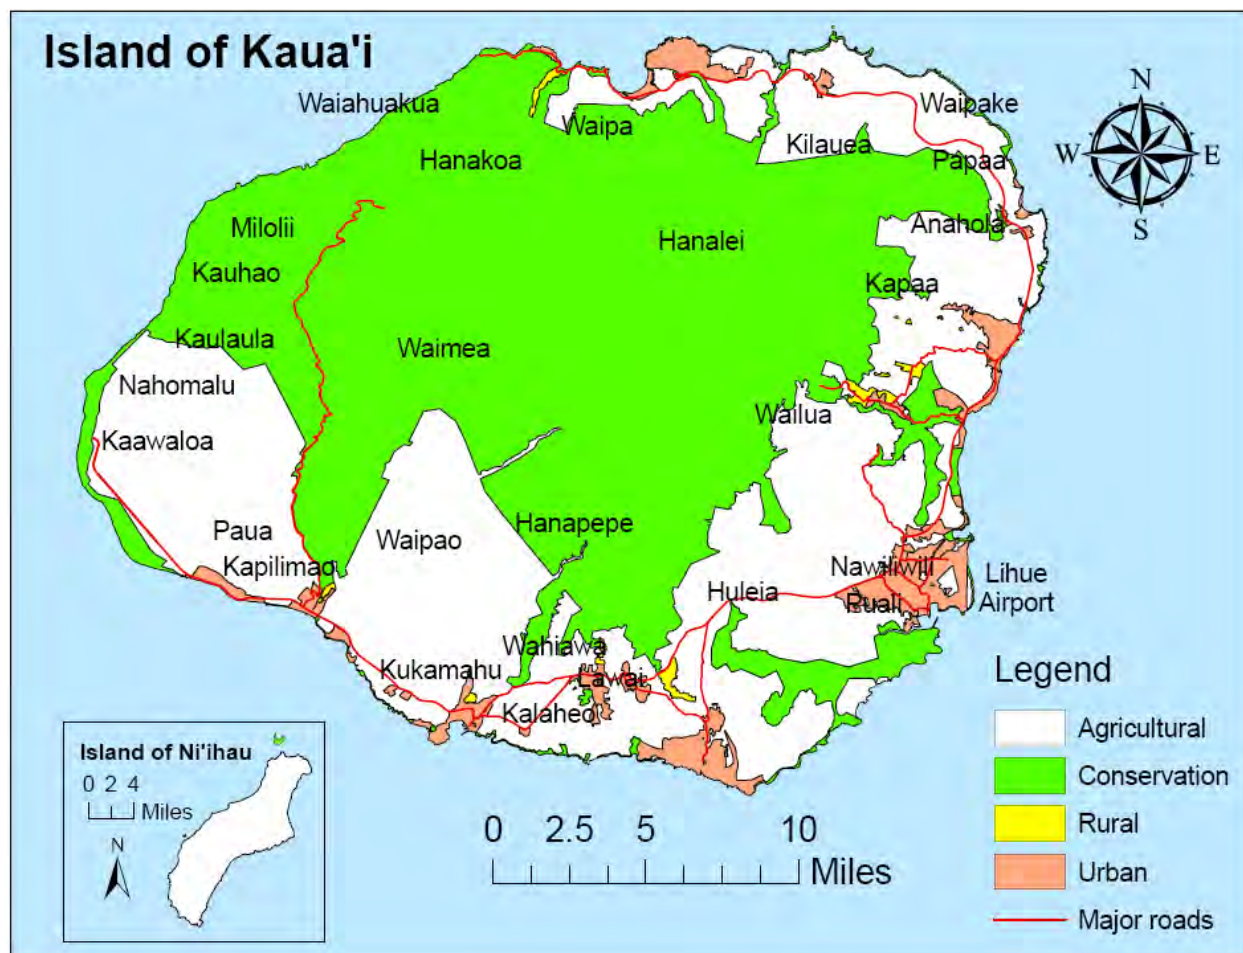 Island of Kaua'i
Waiahuakua
Waipa
Waipake
Hanakoa
Kilauea
Papaa
Milolii
Hanalei
Anahola
Kauhao
Kapaa
Kaulaula
Waimea
Nahomalu
Wailua
Kaawaloa
Hanapepe
Paua
Waipao
Kapilimao
Nawiliwili
Huleia
Puali
Lihue
Airport
Wahiawa
Kukamahu
Lawai
Kalaheo
N
W
E
S
Legend
Agricultural
Conservation
Rural
Urban
Major roads
0 2.5 5 10
Miles
Island of Ni'ihau
0 2 4
Miles
N